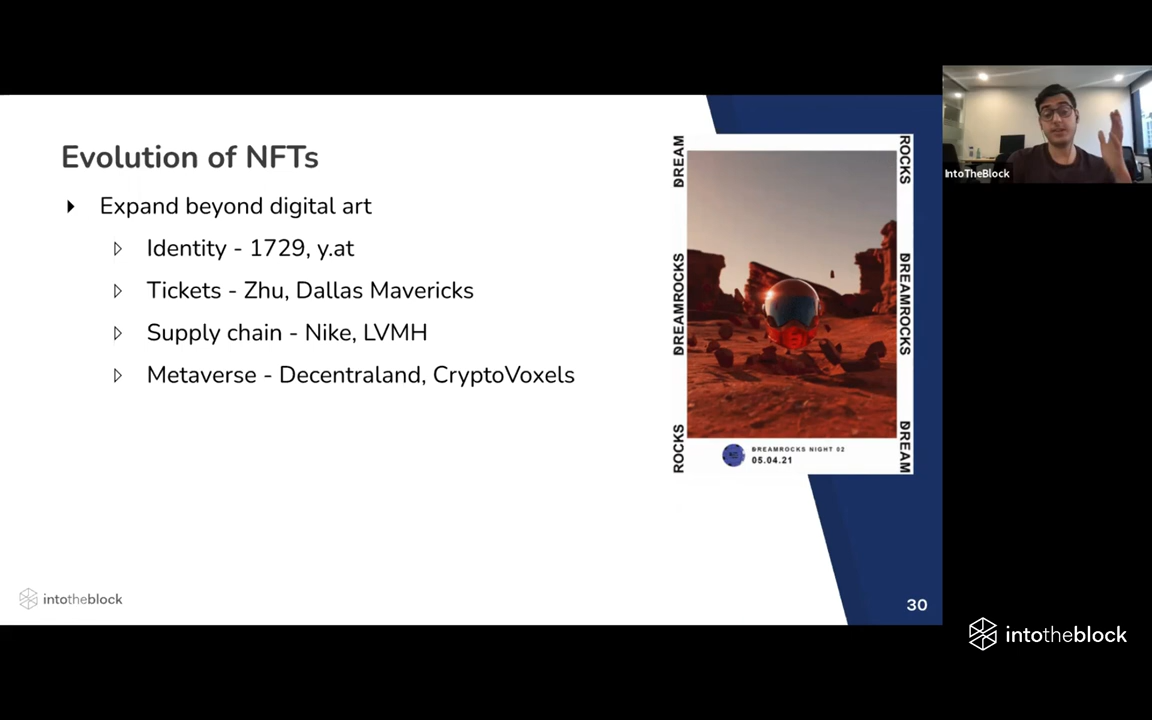 Evolution of NFTs
Expand beyond digital art
Identity - 1729, y.at
Tickets - Zhu, Dallas Mavericks
Supply chain - Nike, LVMH
Metaverse - Decentraland, CryptoVoxels
DREAM
DREAMROCKS
ROCKS
ROCKS
DREAMROCKS
DREAM
DREAMROCKS NIGHT 02
05.04.21
intotheblock
30
IntoTheBlock
intotheblock